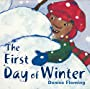 The
First
Day of Winter
Denise Fleming